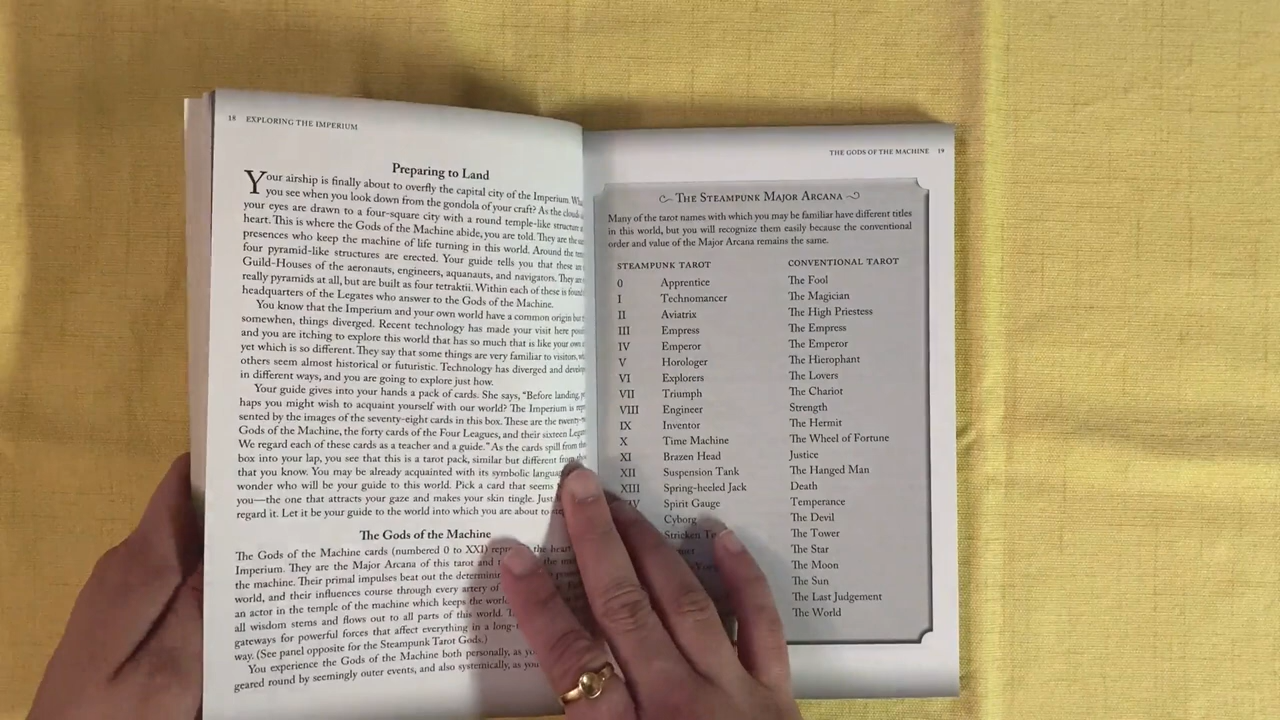 18 EXPLORING THE IMPERIUM
Preparing to Land
Your airship is finally about to overfly the capital city of the Imperium.
you see when you look down from the gondola of your craft? As the
your eyes are drawn to a four-square city with a round temple-like structure
heart. This is where the Gods of the Machine abide, you are told. They are the
presences who keep the machine of life turning in this world. Around the
four pyramid-like structures are erected. Your guide tells you that these
Guild-Houses of the aeronauts, engineers, aquanauts, and navigators. They
really pyramids at all, but are built as four tetraktii. Within each of these is
headquarters of the Legates who answer to the Gods of the Machine.
You know that the Imperium and your own world have a common origin
somewhen, things diverged. Recent technology has made your visit here
and you are itching to explore this world that has so much that is like your own
yet which is so different. They say that some things are very familiar to visitors,
others seem almost historical or futuristic. Technology has diverged and
in different ways, and you are going to explore just how.
Your guide gives into your hands a pack of cards. She says, “Before landing,
haps you might wish to acquaint yourself with our world? The Imperium is
sented by the images of the seventy-eight cards in this box. These are the
Gods of the Machine, the forty cards of the Four Leagues, and their sixteen
We regard each of these cards as a teacher and a guide.” As the cards spill from
box into your lap, you see that this is a tarot pack, similar but different from
that you know. You may be already acquainted with its symbolic
wonder who will be your guide to this world. Pick a card that seems
you—the one that attracts your gaze and makes your skin tingle. Just
regard it. Let it be your guide to the world into which you are about to
The Gods of the Machine
The Gods of the Machine cards (numbered 0 to XXI) the heart
Imperium. They are the Major Arcana of this tarot and
the machine. Their primal impulses beat out the
world, and their influences course through every artery of
an actor in the temple of the machine which keeps the
all wisdom stems and flows out to all parts of this world.
gateways for powerful forces that affect everything in a
way. (See panel opposite for the Steampunk Tarot Gods.)
You experience the Gods of the Machine both personally, as
geared round by seemingly outer events, and also systemically, as you
THE GODS OF THE MACHINE 19
THE STEAMPUNK MAJOR ARCANA
Many of the tarot names with which you may be familiar have different titles
in this world, but you will recognize them easily because the conventional
order and value of the Major Arcana remains the same.
STEAMPUNK TAROT CONVENTIONAL TAROT
0 Apprentice The Fool
I Technomancer The Magician
II Aviatrix The High Priestess
III Empress The Empress
IV Emperor The Emperor
V Horologer The Hierophant
VI Explorers The Lovers
VII Triumph The Chariot
VIII Engineer Strength
IX Inventor The Hermit
X Time Machine The Wheel of Fortune
XI Brazen Head Justice
XII Suspension Tank The Hanged Man
XIII Spring-heeled Jack Death
Spirit Gauge Temperance
Cyborg The Devil
Stricken The Tower
The Star
The Moon
The Sun
The Last Judgement
The World